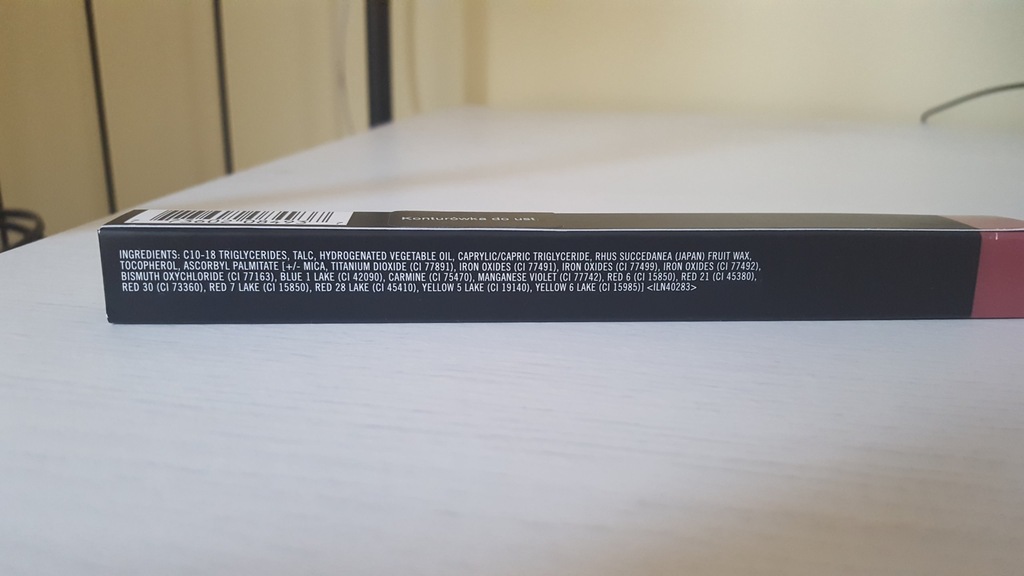 Konturówka do ust
INGREDIENTS: C10-18 TRIGLYCERIDES, TALC, HYDROGENATED VEGETABLE OIL, CAPRYLIC/CAPRIC TRIGLYCERIDE, RHUS SUCCEDANEA (JAPAN) FRUIT WAX,
TOCOPHEROL, ASCORBYL PALMITATE [+/- MICA, TITANIUM DIOXIDE (CI 77891), IRON OXIDES (CI 77491), IRON OXIDES (CI 77499), IRON OXIDES (CI 77492),
BISMUTH OXYCHLORIDE (CI 77163), BLUE 1 LAKE (CI 42090), CARMINE (CI 75470), MANGANESE VIOLET (CI 77742), RED 6 (CI 15850), RED 21 (CI 45380),
RED 30 (CI 73360), RED 7 LAKE (CI 15850), RED 28 LAKE (CI 45410), YELLOW 5 LAKE (CI 19140), YELLOW 6 LAKE (CI 15985)] <ILN40283>